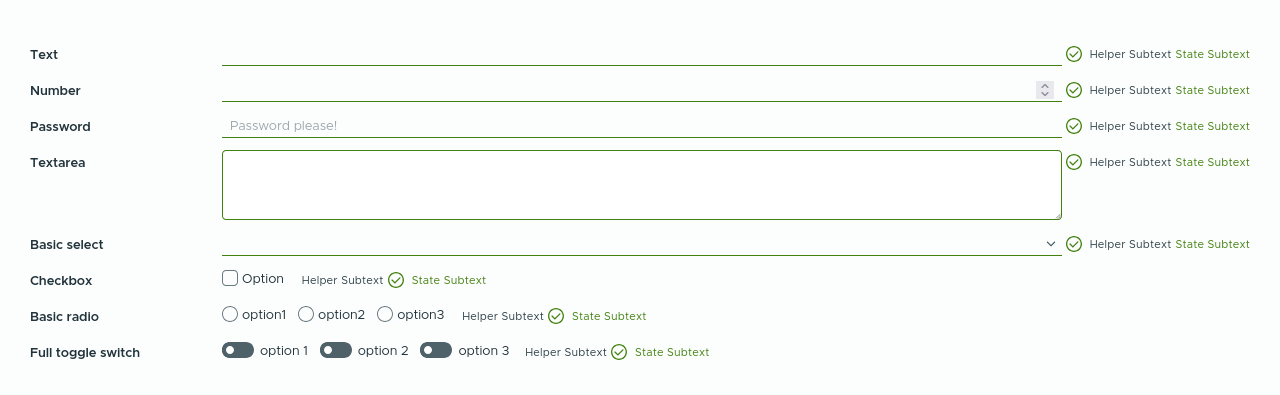 Text Helper Subtext State Subtext
Number Helper Subtext State Subtext
Password Password please! Helper Subtext State Subtext
Textarea Helper Subtext State Subtext
Basic select Helper Subtext State Subtext
Checkbox Option Helper Subtext State Subtext
Basic radio option1 option2 option3 Helper Subtext State Subtext
Full toggle switch option 1 option 2 option 3 Helper Subtext State Subtext